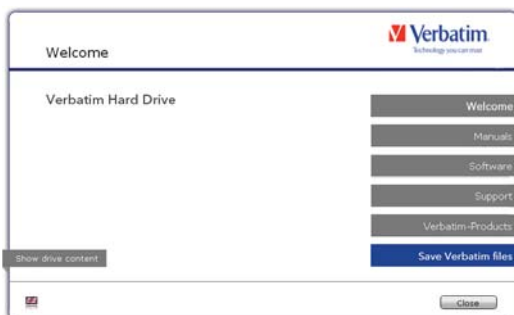 Verbatim
Technology you can trust
Welcome
Verbatim Hard Drive
Welcome
Manuals
Software
Support
Verbatim-Products
Show drive content
Save Verbatim files
Close